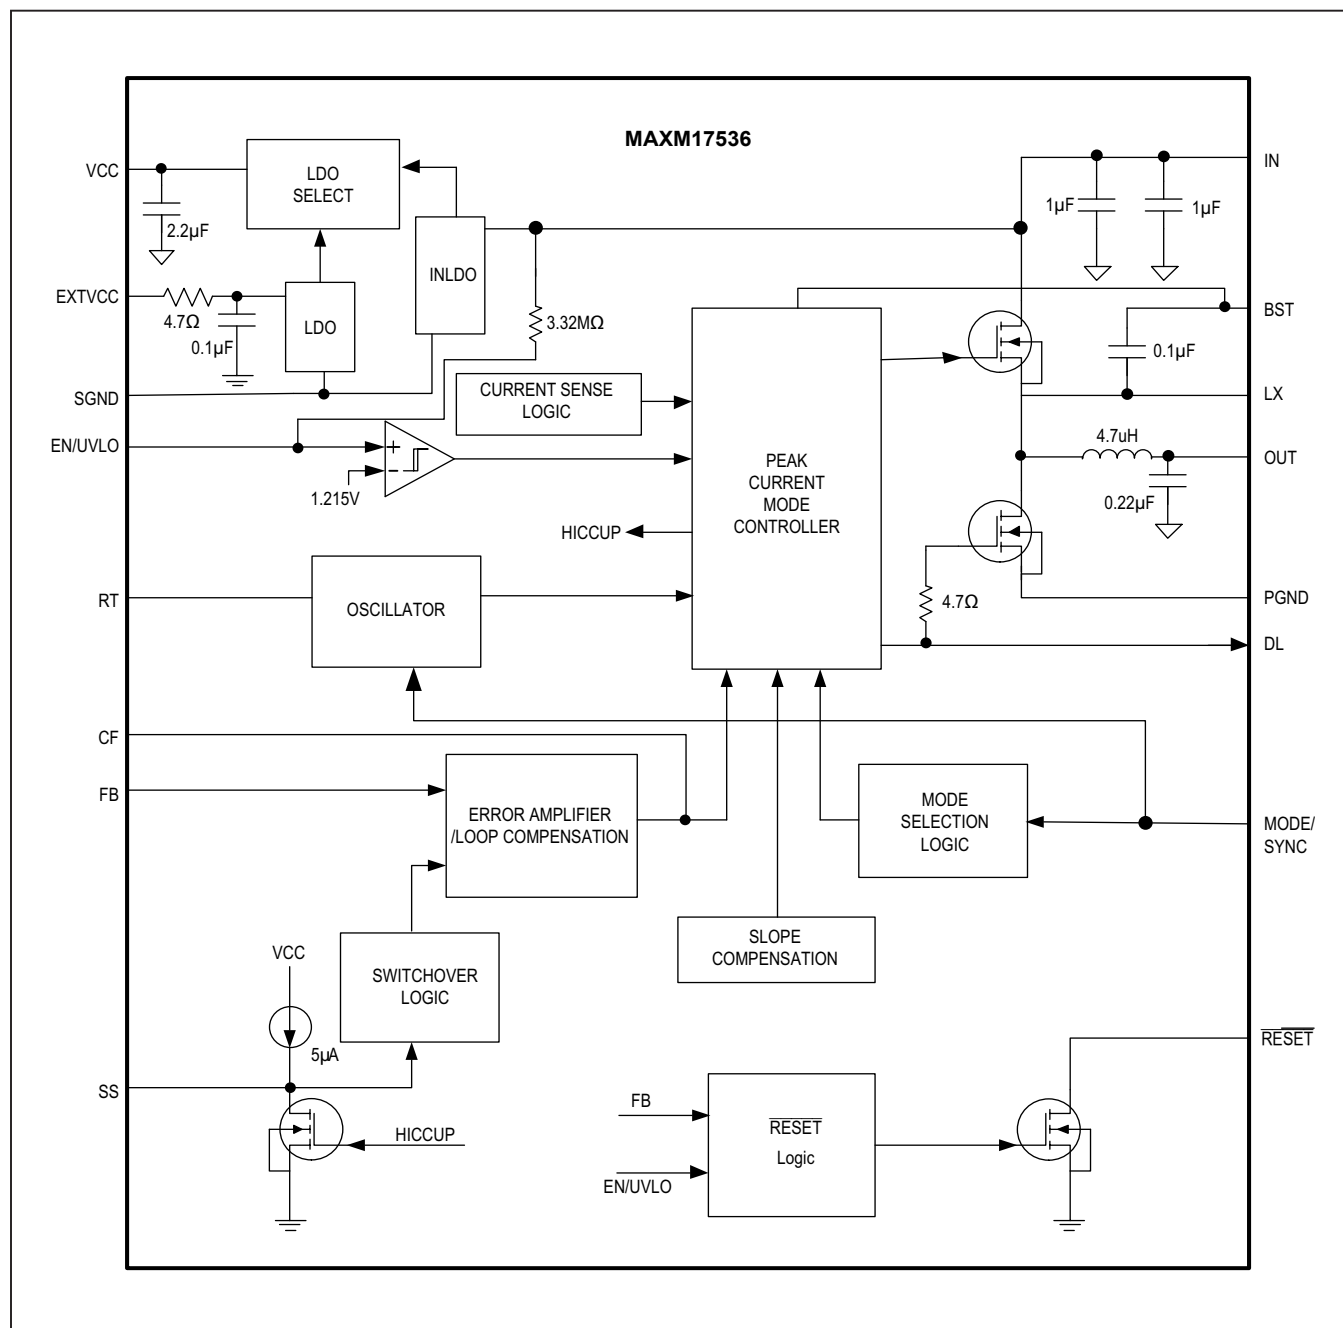 MAXM17536
VCC
LDO
SELECT
2.2µF
INLDO
EXTVCC
4.7Ω
0.1µF
LDO
3.32MΩ
SGND
EN/UVLO
+
-
1.215V
CURRENT SENSE
LOGIC
PEAK
CURRENT
MODE
CONTROLLER
HICCUP
RT
OSCILLATOR
CF
FB
ERROR AMPLIFIER
/LOOP COMPENSATION
MODE
SELECTION
LOGIC
SLOPE
COMPENSATION
VCC
5µA
SWITCHOVER
LOGIC
SS
HICCUP
FB
EN/UVLO
RESET
Logic
IN
1µF
1µF
BST
0.1µF
LX
4.7uH
OUT
0.22µF
4.7Ω
PGND
DL
MODE/
SYNC
RESET